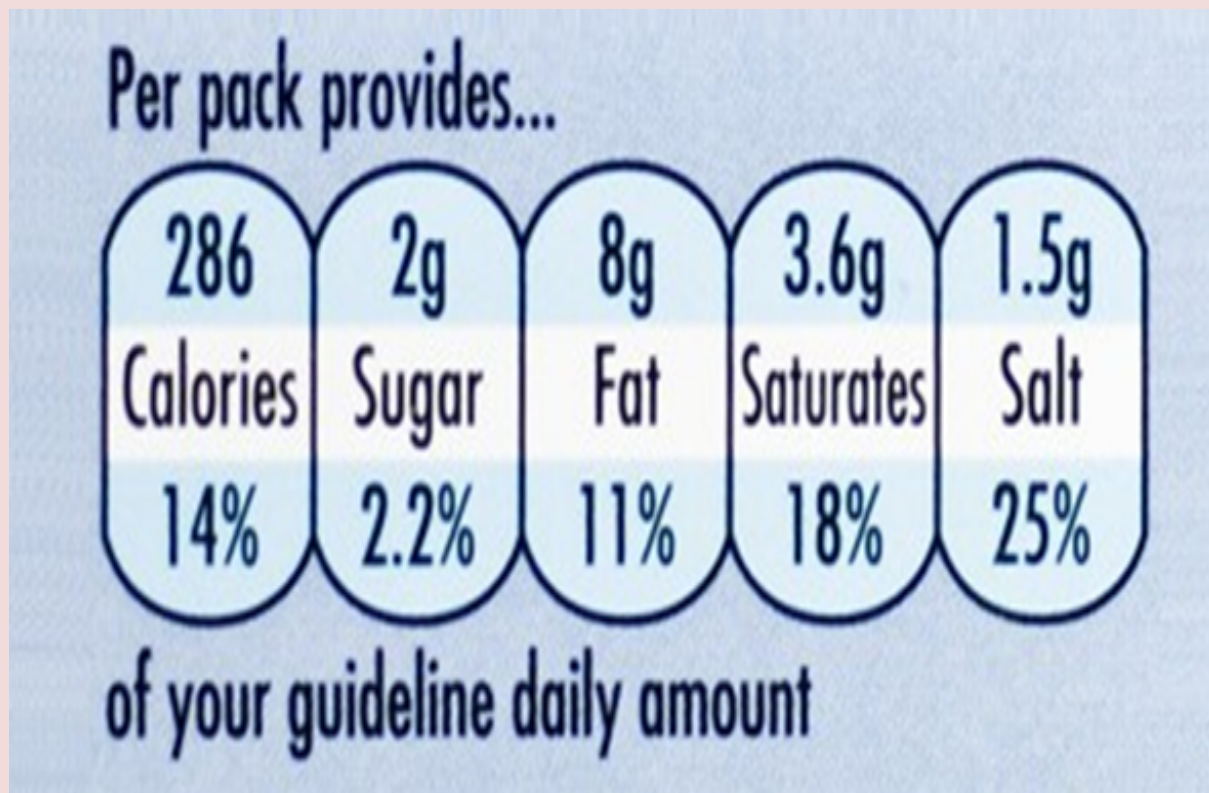 Per pack provides...
286 2g 8g 3.6g 1.5g
Calories Sugar Fat Saturates Salt
14% 2.2% 11% 18% 25%
of your guideline daily amount